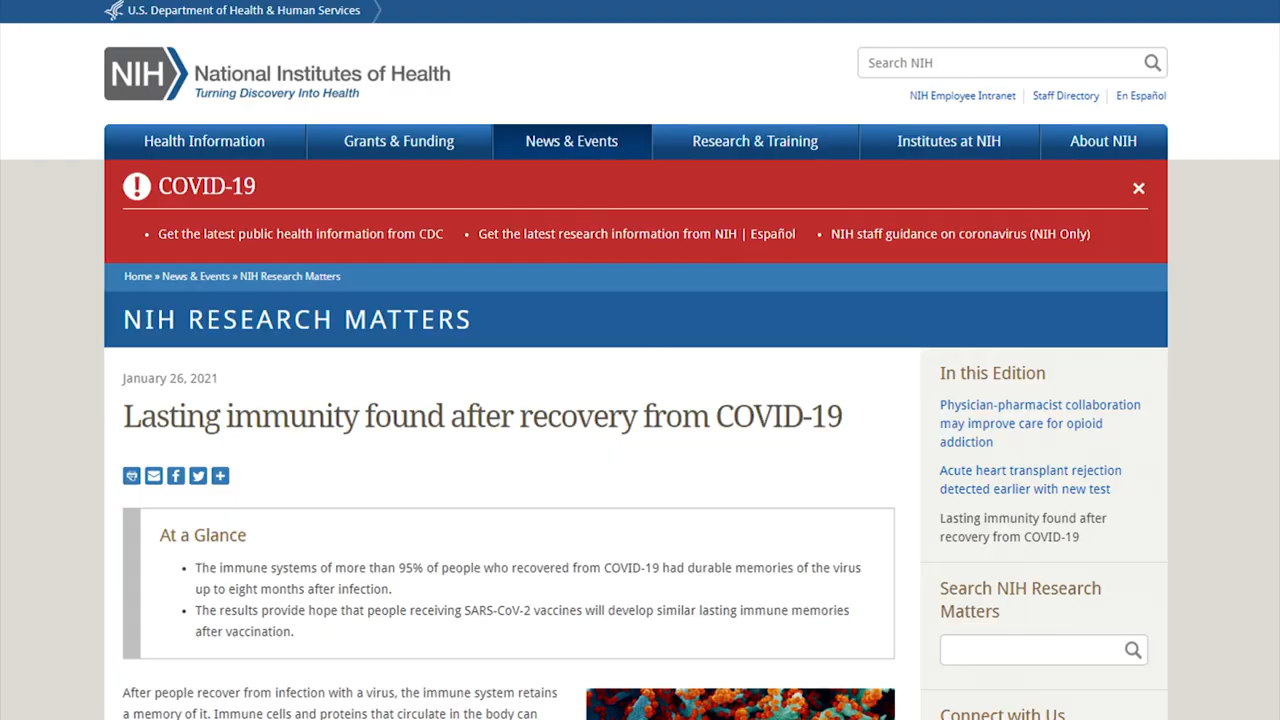 U.S. Department of Health & Human Services
NIH
National Institutes of Health
Turning Discovery Into Health
Search NIH
NIH Employee Intranet
Staff Directory
En Español
Health Information
Grants & Funding
News & Events
Research & Training
Institutes at NIH
About NIH
! COVID-19
×
• Get the latest public health information from CDC
• Get the latest research information from NIH | Español
• NIH staff guidance on coronavirus (NIH Only)
Home » News & Events » NIH Research Matters
NIH RESEARCH MATTERS
January 26, 2021
Lasting immunity found after recovery from COVID-19
At a Glance
• The immune systems of more than 95% of people who recovered from COVID-19 had durable memories of the virus
up to eight months after infection.
• The results provide hope that people receiving SARS-CoV-2 vaccines will develop similar lasting immune memories
after vaccination.
After people recover from infection with a virus, the immune system retains
a memory of it. Immune cells and proteins that circulate in the body can
In this Edition
Physician-pharmacist collaboration
may improve care for opioid
addiction
Acute heart transplant rejection
detected earlier with new test
Lasting immunity found after
recovery from COVID-19
Search NIH Research
Matters
Connect with Us